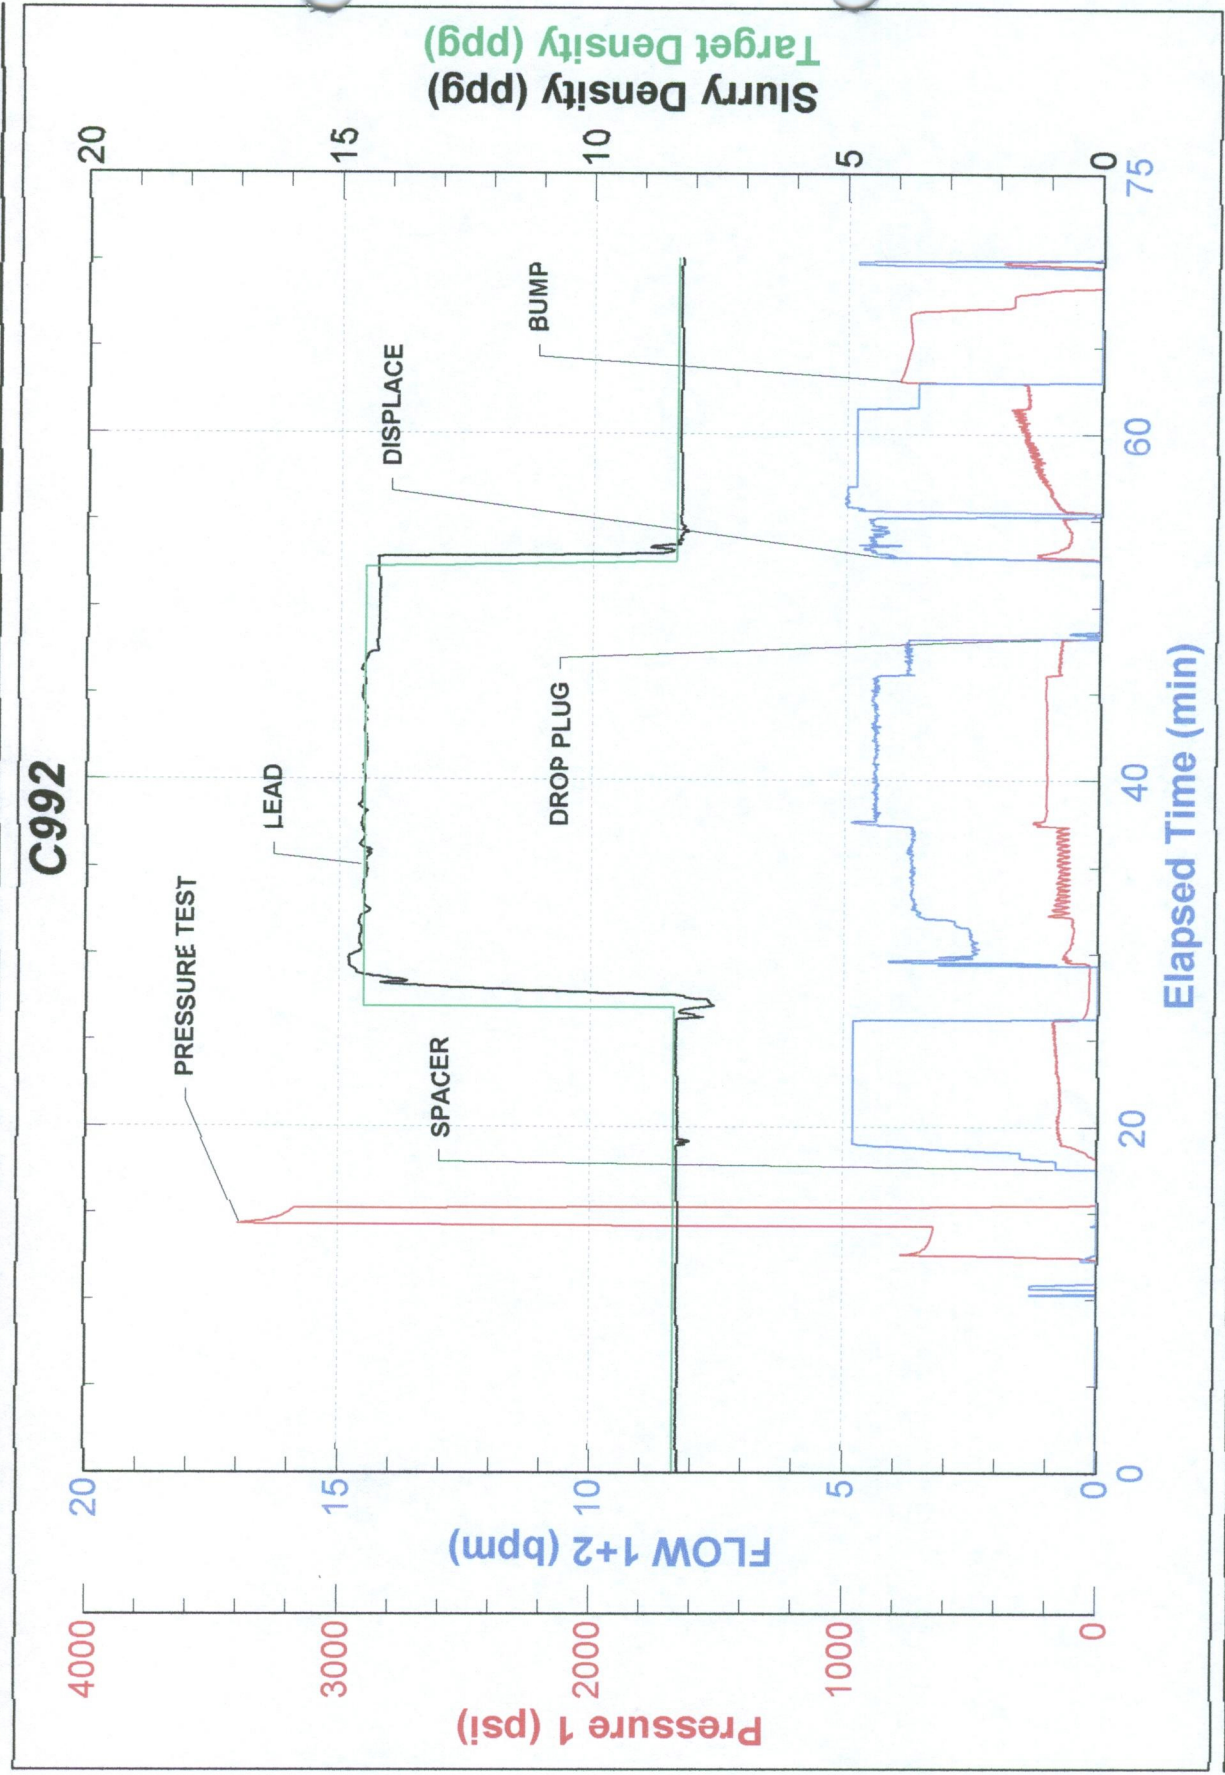 C992
Pressure 1 (psi)
4000
3000
2000
1000
0
FLOW 1+2 (bpm)
20
15
10
5
0
PRESSURE TEST
SPACER
LEAD
DROP PLUG
DISPLACE
BUMP
0
20
40
60
75
Elapsed Time (min)
20
15
10
5
0
Slurry Density (ppg)
Target Density (ppg)